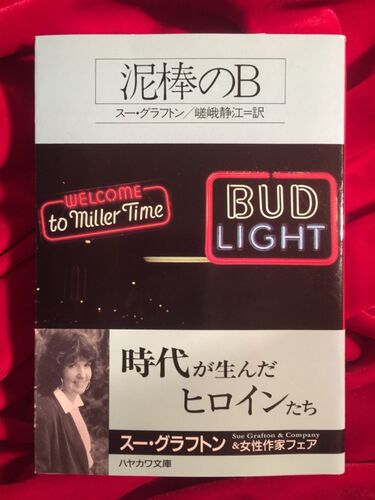 泥棒のB
スー・グラフトン／嵯峨静江=訳
WELCOME
to Miller Time
BUD
LIGHT
時代が生んだ
ヒロインたち
スー・グラフトン
Sue Grafton & Company
&女性作家フェア
ハヤカワ文庫